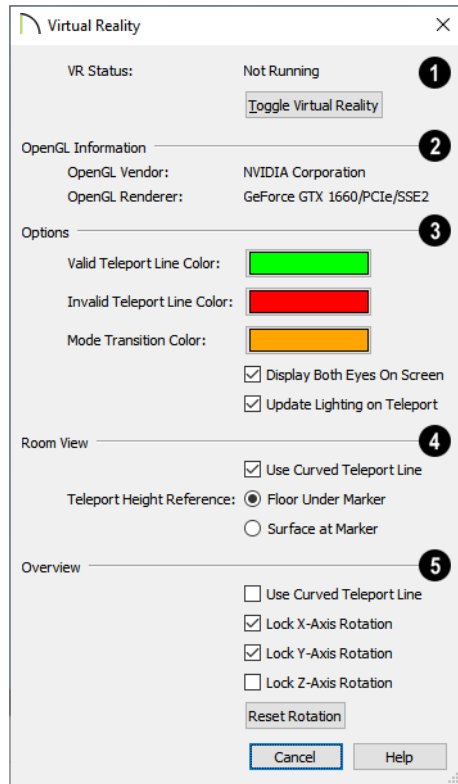 Virtual Reality
VR Status: Not Running 1
Toggle Virtual Reality
OpenGL Information 2
OpenGL Vendor: NVIDIA Corporation
OpenGL Renderer: GeForce GTX 1660/PCIe/SSE2
Options 3
Valid Teleport Line Color:
Invalid Teleport Line Color:
Mode Transition Color:
Display Both Eyes On Screen
Update Lighting on Teleport
Room View 4
Use Curved Teleport Line
Teleport Height Reference: Floor Under Marker
Surface at Marker
Overview 5
Use Curved Teleport Line
Lock X-Axis Rotation
Lock Y-Axis Rotation
Lock Z-Axis Rotation
Reset Rotation
Cancel Help